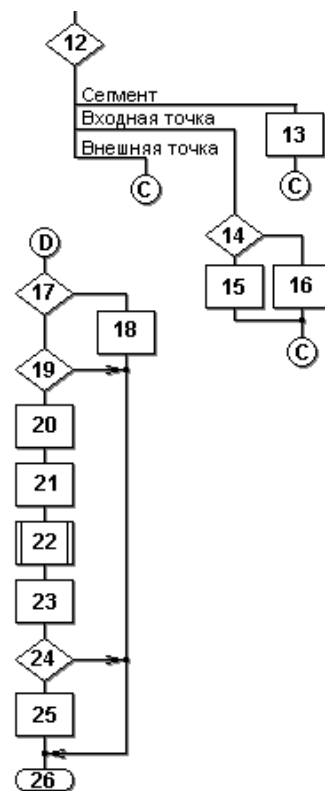 12
Сегмент
Входная точка
13
Внешняя точка
C
C
14
D
15
16
17
18
C
19
20
21
22
23
24
25
26